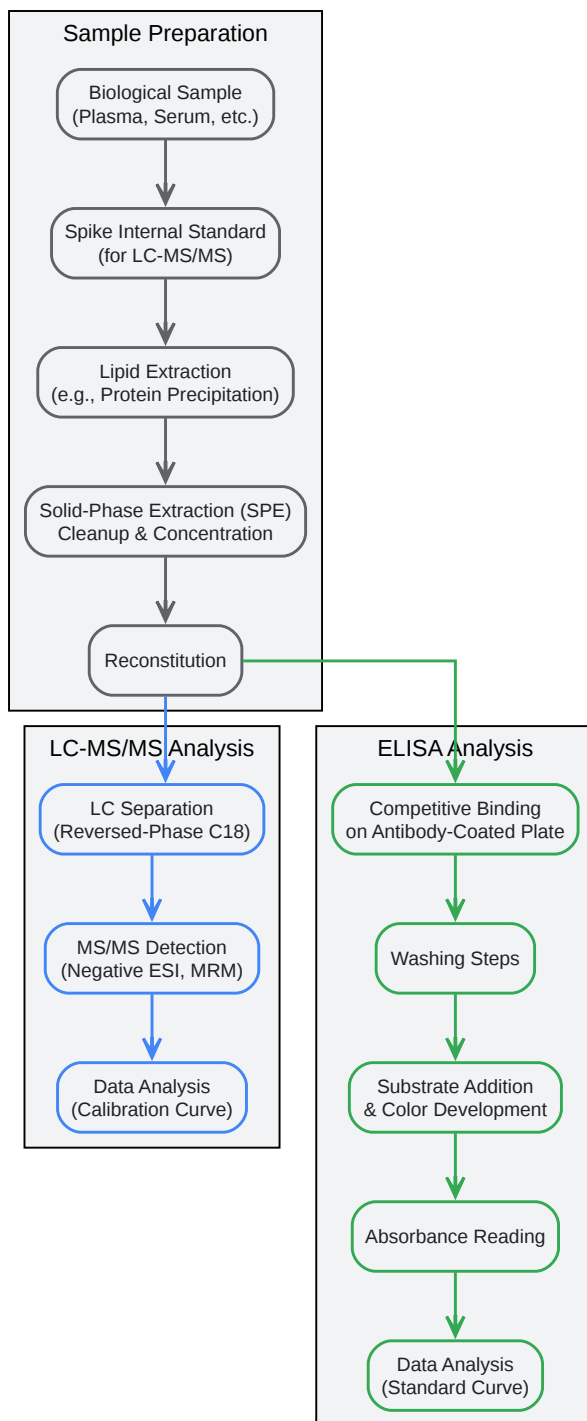 Sample Preparation
Biological Sample
(Plasma, Serum, etc.)
Spike Internal Standard
(for LC-MS/MS)
Lipid Extraction
(e.g., Protein Precipitation)
Solid-Phase Extraction (SPE)
Cleanup & Concentration
Reconstitution
LC-MS/MS Analysis
LC Separation
(Reversed-Phase C18)
MS/MS Detection
(Negative ESI, MRM)
Data Analysis
(Calibration Curve)
ELISA Analysis
Competitive Binding
on Antibody-Coated Plate
Washing Steps
Substrate Addition
& Color Development
Absorbance Reading
Data Analysis
(Standard Curve)